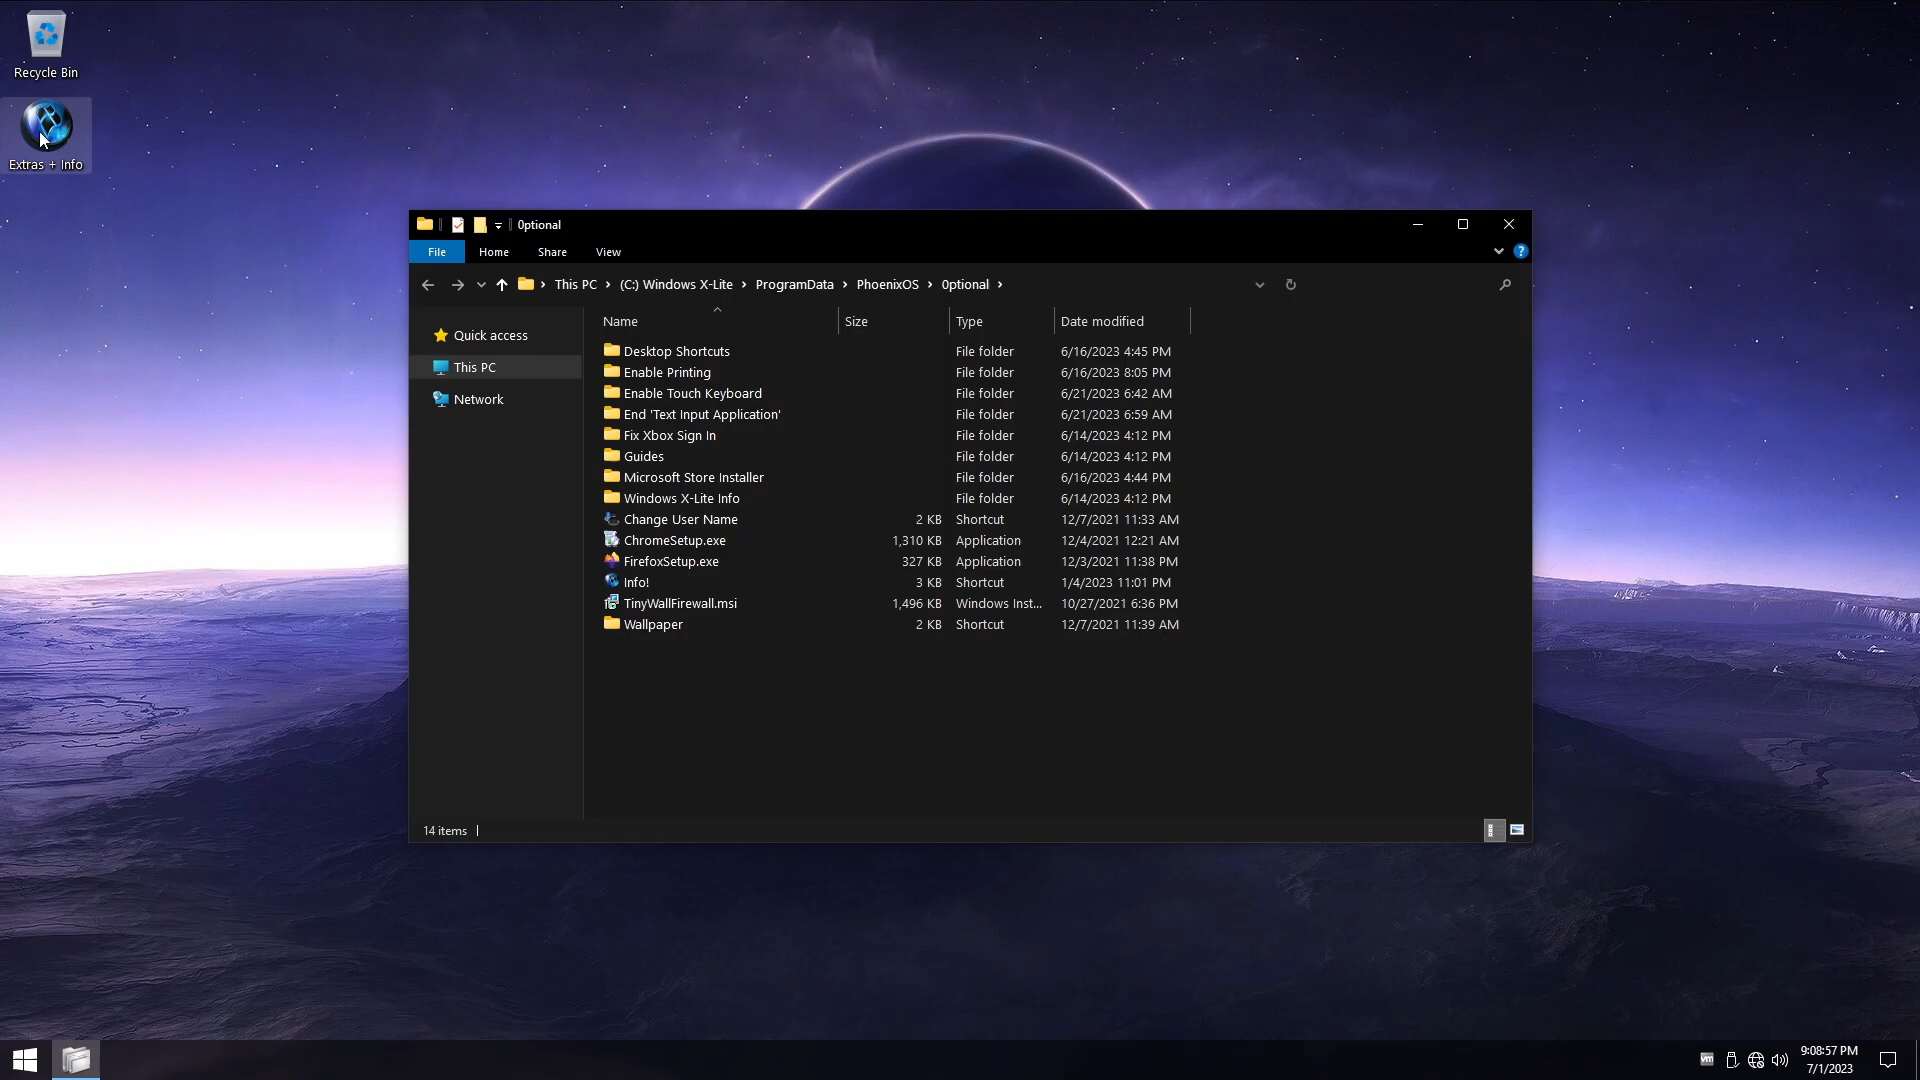 Recycle Bin
Extras + Info
0ptional
File Home Share View
This PC (C:) Windows X-Lite ProgramData PhoenixOS 0ptional
Quick access
This PC
Network
Name Size Type Date modified
Desktop Shortcuts File folder 6/16/2023 4:45 PM
Enable Printing File folder 6/16/2023 8:05 PM
Enable Touch Keyboard File folder 6/21/2023 6:42 AM
End 'Text Input Application' File folder 6/21/2023 6:59 AM
Fix Xbox Sign In File folder 6/14/2023 4:12 PM
Guides File folder 6/14/2023 4:12 PM
Microsoft Store Installer File folder 6/16/2023 4:44 PM
Windows X-Lite Info File folder 6/14/2023 4:12 PM
Change User Name 2 KB Shortcut 12/7/2021 11:33 AM
ChromeSetup.exe 1,310 KB Application 12/4/2021 12:21 AM
FirefoxSetup.exe 327 KB Application 12/3/2021 11:38 PM
Info! 3 KB Shortcut 1/4/2023 11:01 PM
TinyWallFirewall.msi 1,496 KB Windows Inst... 10/27/2021 6:36 PM
Wallpaper 2 KB Shortcut 12/7/2021 11:39 AM
14 items
vm
9:08:57 PM
7/1/2023